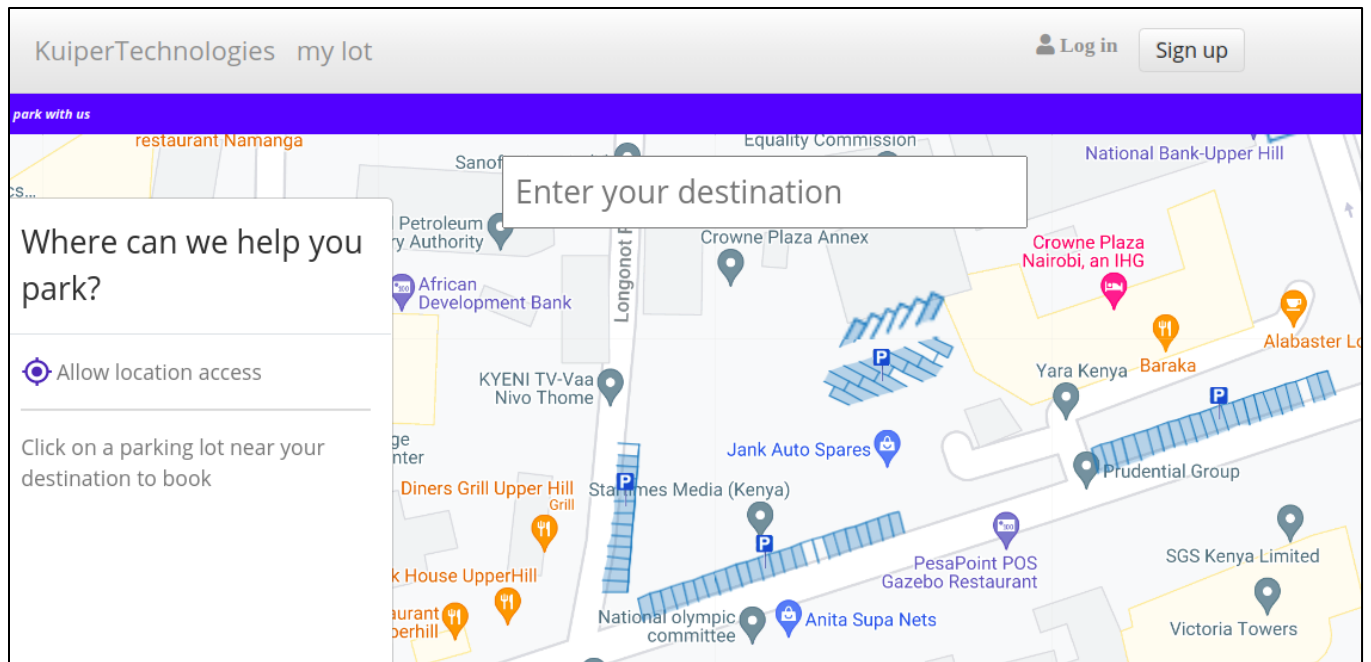 KuiperTechnologies my lot
Log in
Sign up
park with us
restaurant Namanga
Equality Commission
National Bank-Upper Hill
Enter your destination
Where can we help you
park?
Allow location access
Click on a parking lot near your
destination to book
Petroleum
Authority
African
Development Bank
Longonot
Crowne Plaza Annex
Crowne Plaza
Nairobi, an IHG
Alabaster
Baraka
Yara Kenya
KYENI TV-Vaa
Nivo Thome
P
P
P
P
Jank Auto Spares
Prudential Group
Diners Grill Upper Hill
Grill
Startimes Media (Kenya)
PesaPoint POS
Gazebo Restaurant
SGS Kenya Limited
House UpperHill
National olympic
committee
Anita Supa Nets
Victoria Towers